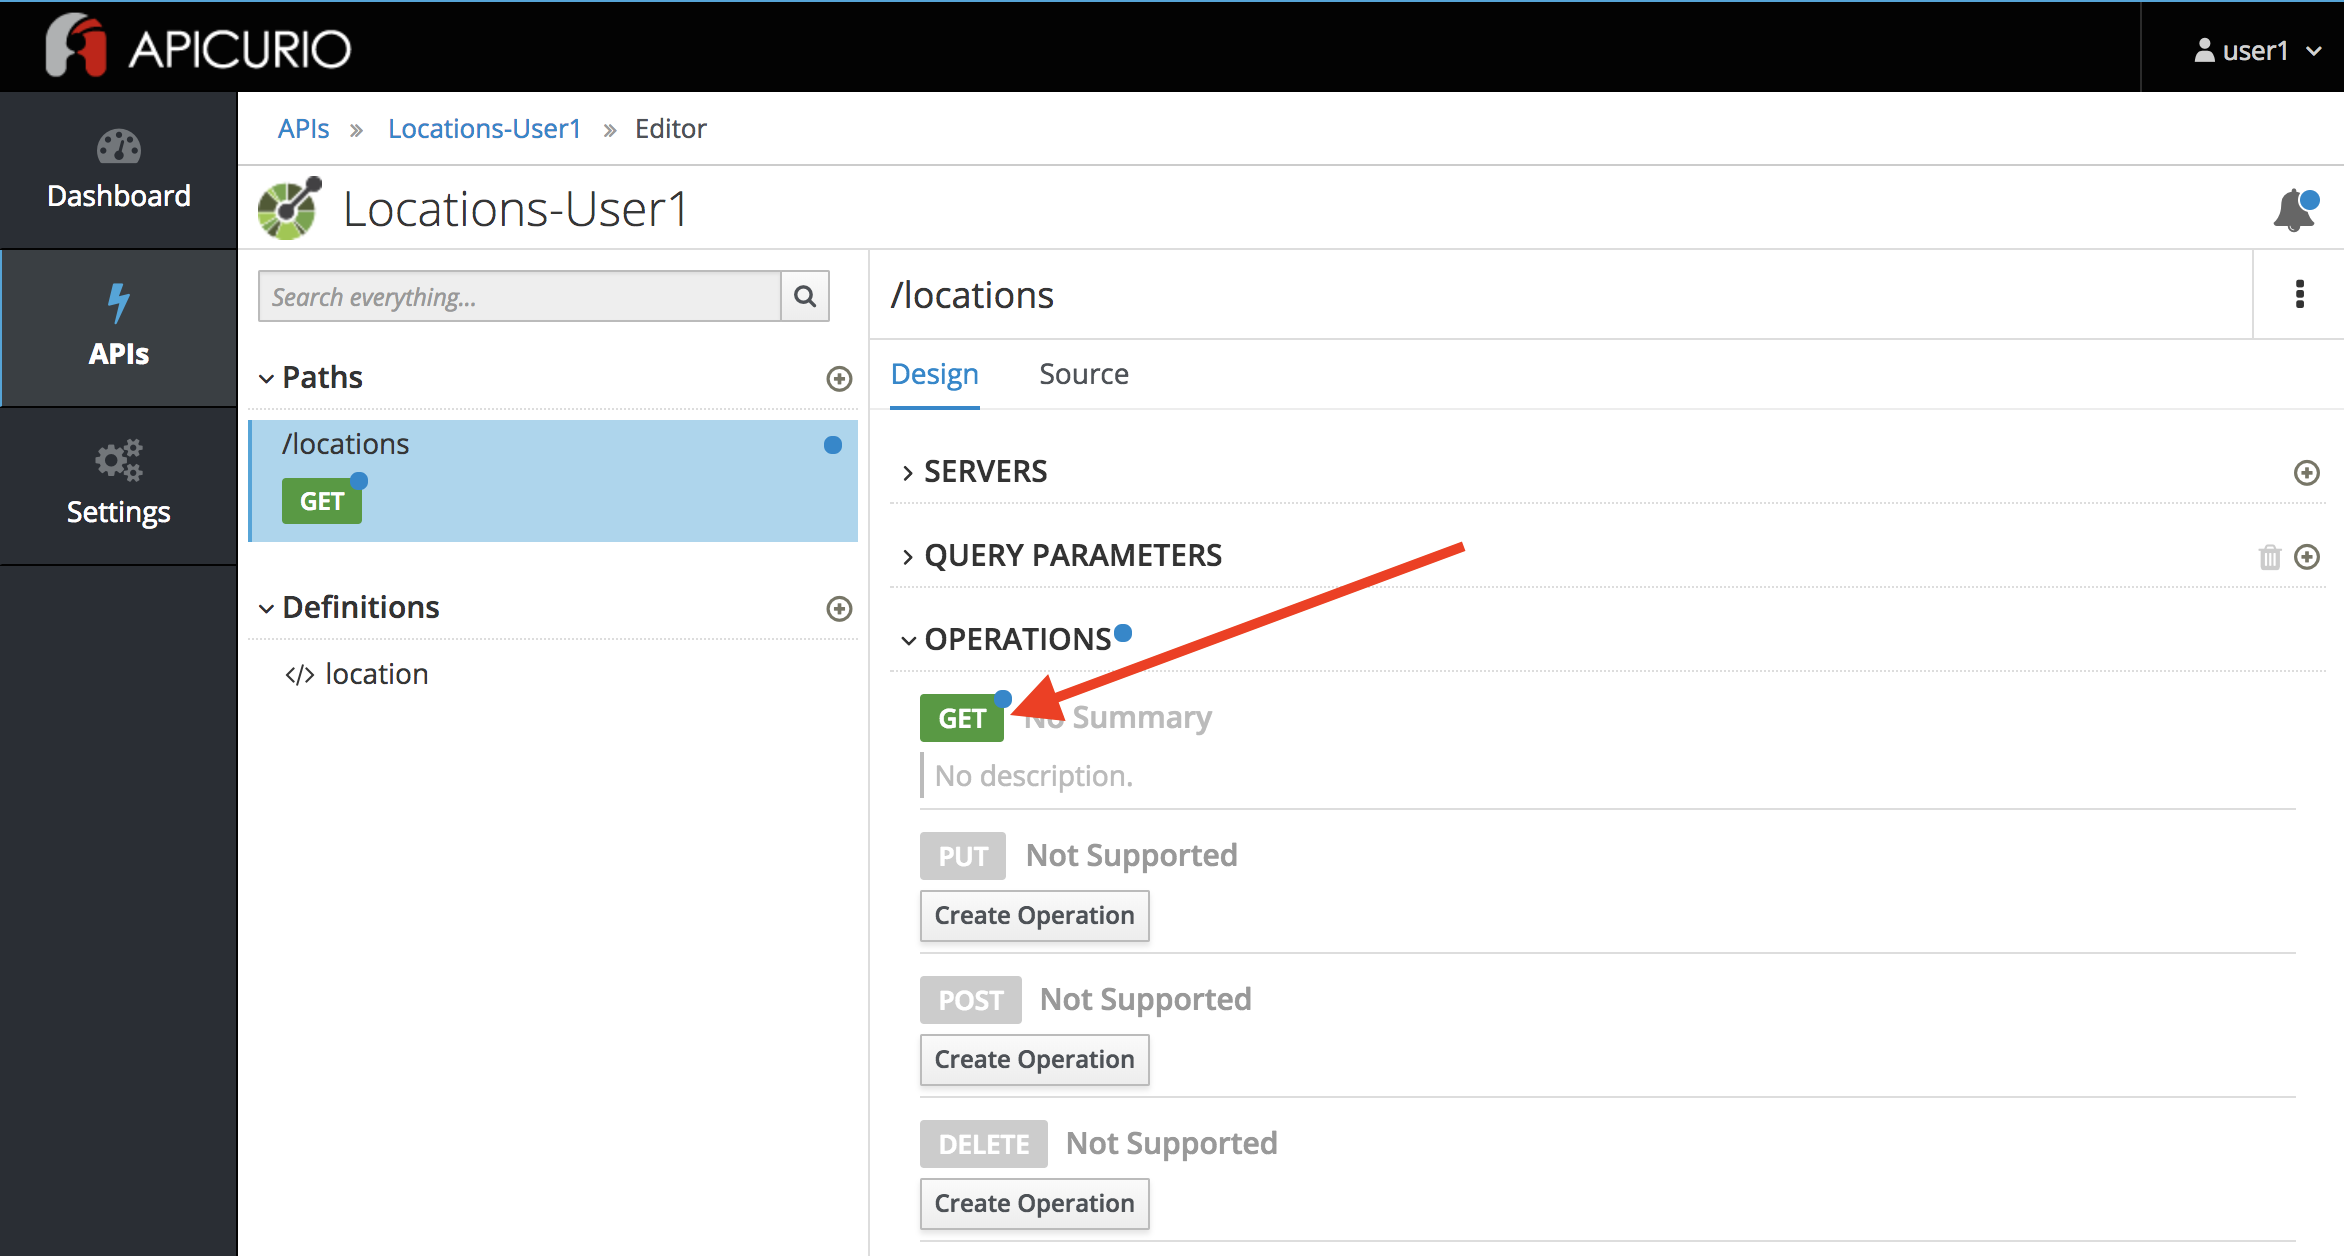 APICURIO
user1
Dashboard
APIs
Settings
APIs » Locations-User1 » Editor
Locations-User1
Search everything...
Paths
/locations
GET
Definitions
</> location
/locations
Design Source
SERVERS
QUERY PARAMETERS
OPERATIONS
GET No Summary
No description.
PUT Not Supported
Create Operation
POST Not Supported
Create Operation
DELETE Not Supported
Create Operation